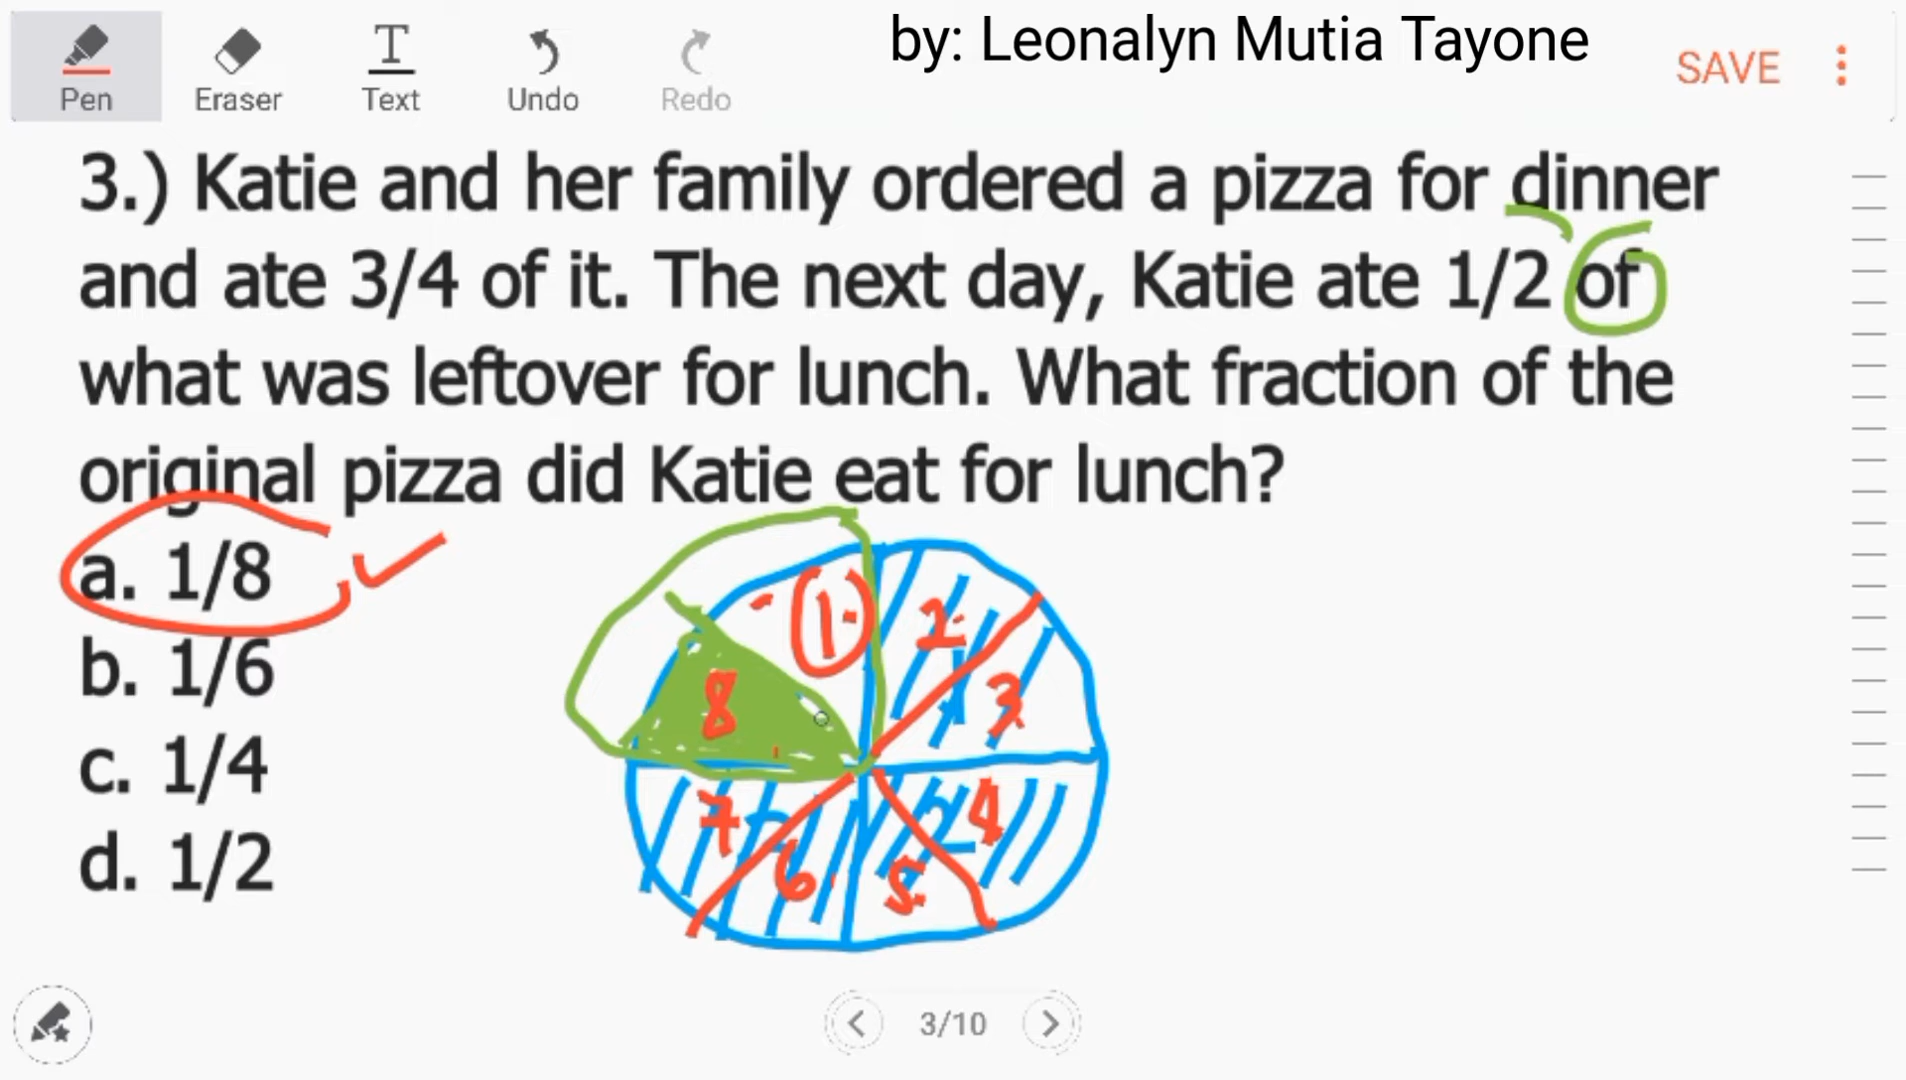 by: Leonalyn Mutia Tayone
Pen Eraser Text Undo Redo SAVE
3.) Katie and her family ordered a pizza for dinner
and ate 3/4 of it. The next day, Katie ate 1/2 of
what was leftover for lunch. What fraction of the
original pizza did Katie eat for lunch?
a. 1/8
b. 1/6
c. 1/4
d. 1/2
1 2
8 3
7 4
6 5
3/10